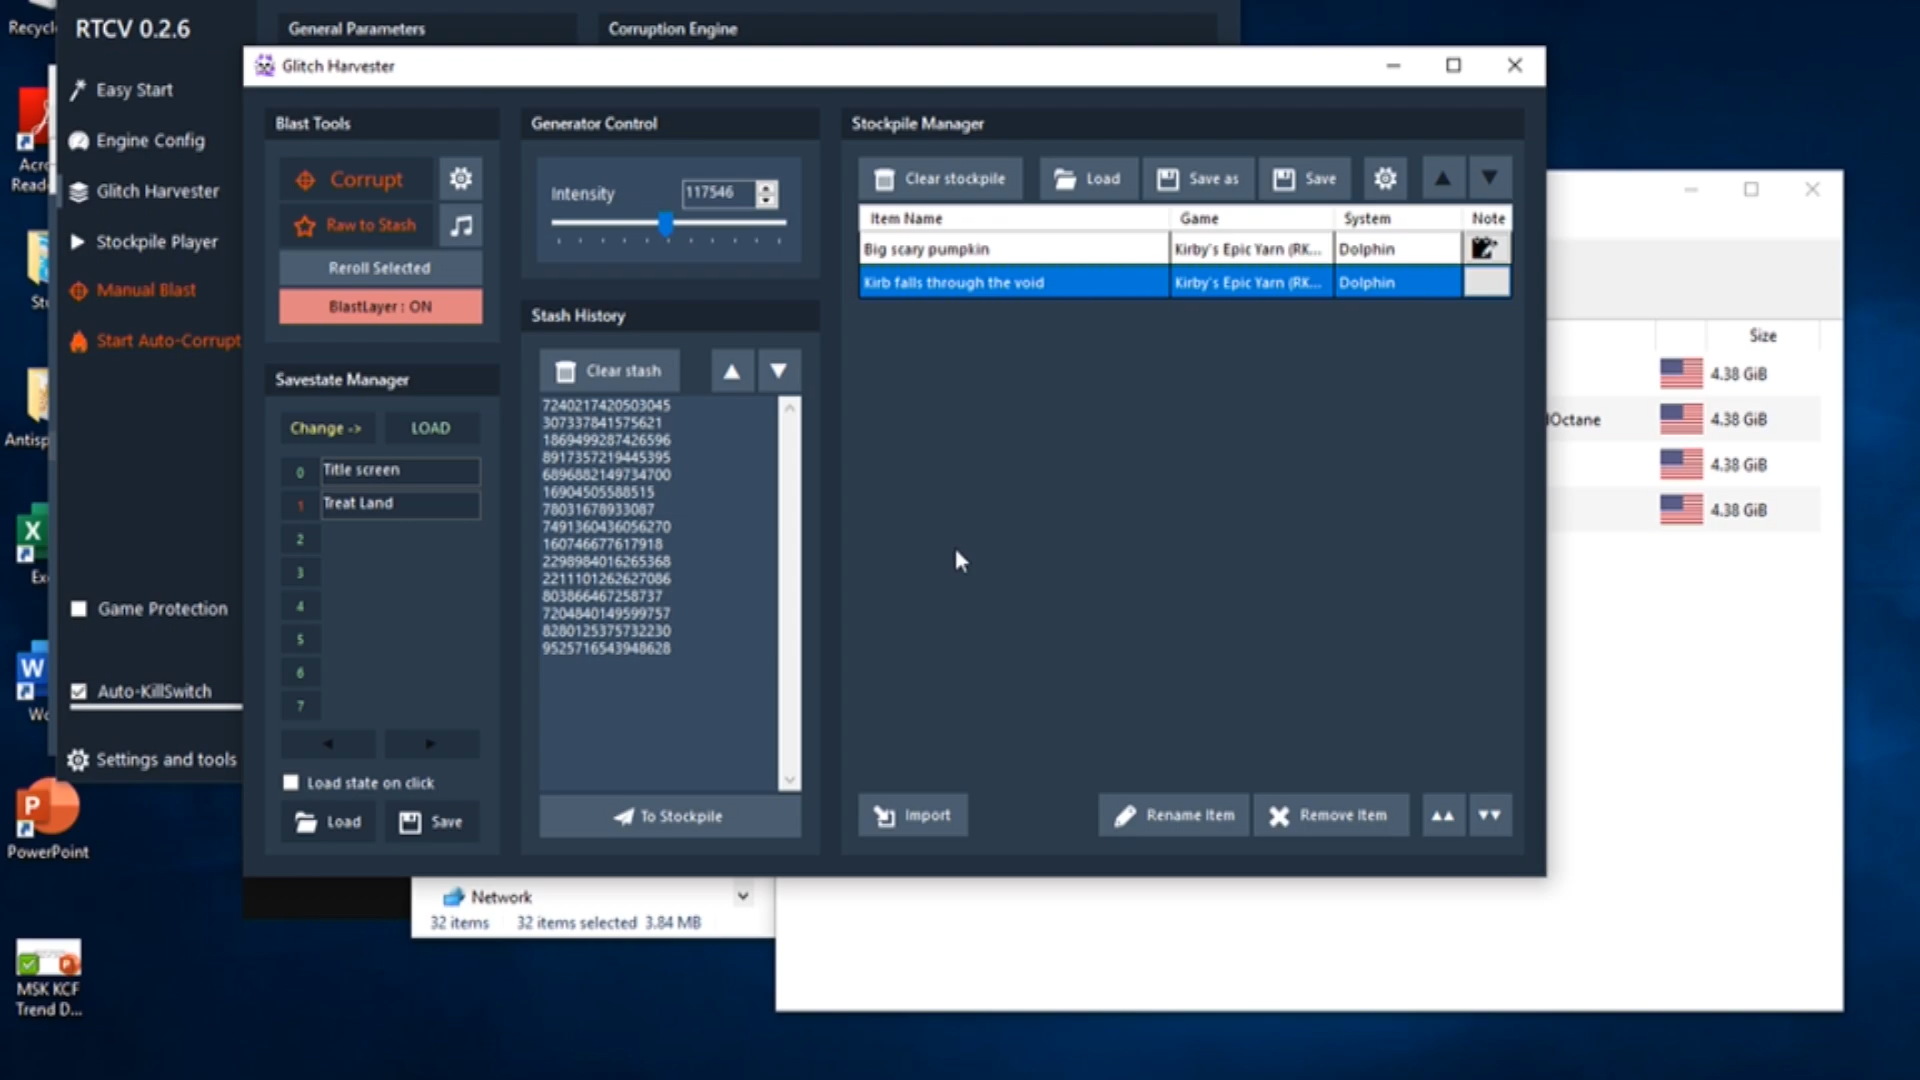 Recycl
RTCV 0.2.6
General Parameters
Corruption Engine
Easy Start
Engine Config
Glitch Harvester
Stockpile Player
Manual Blast
Start Auto-Corrupt
Game Protection
Auto-KillSwitch
Settings and tools
Acro
Read
Antisp
Ex
PowerPoint
MSK KCF
Trend D...
Glitch Harvester
Blast Tools
Corrupt
Raw to Stash
Reroll Selected
BlastLayer : ON
Savestate Manager
Change ->
LOAD
0
Title screen
1
Treat Land
2
3
4
5
6
7
Load state on click
Load
Save
Generator Control
Intensity
117546
Stash History
Clear stash
724021742050 3045
307337841575621
1869499287426596
8917357219445395
6896882149734700
16904505588515
78031678933087
7491360436056270
160746677617918
2298984016265368
2211101262627086
803866467258737
7204840149599757
8280125375732230
9525716543948628
To Stockpile
Stockpile Manager
Clear stockpile
Load
Save as
Save
Item Name
Game
System
Note
Big scary pumpkin
Kirby's Epic Yarn (RK...
Dolphin
Kirb falls through the void
Kirby's Epic Yarn (RK...
Dolphin
Import
Rename Item
Remove Item
Size
4.38 GiB
lOctane
4.38 GiB
4.38 GiB
4.38 GiB
Network
32 items
32 items selected 3.84 MB